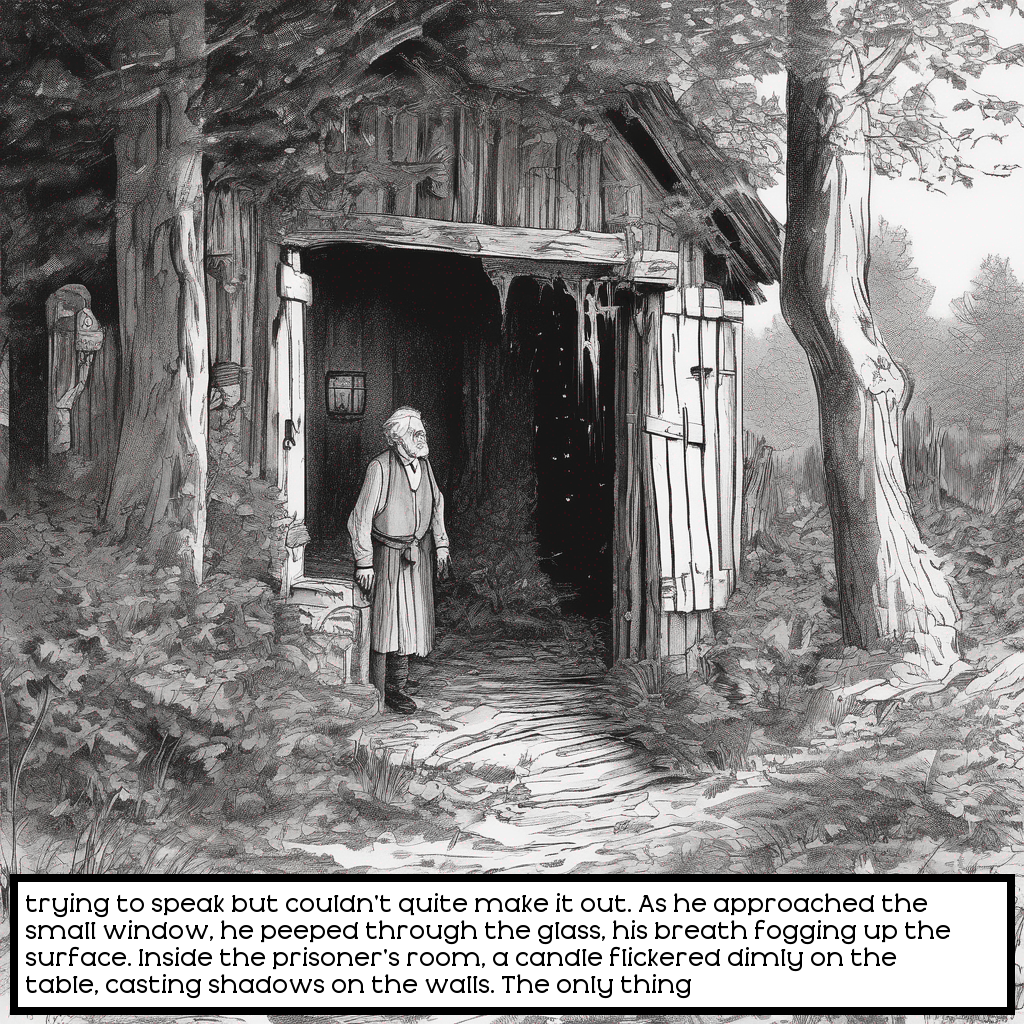 trying to speak but couldn't quite make it out. As he approached the
small window, he peeped through the glass, his breath fogging up the
surface. Inside the prisoner's room, a candle flickered dimly on the
table, casting shadows on the walls. The only thing